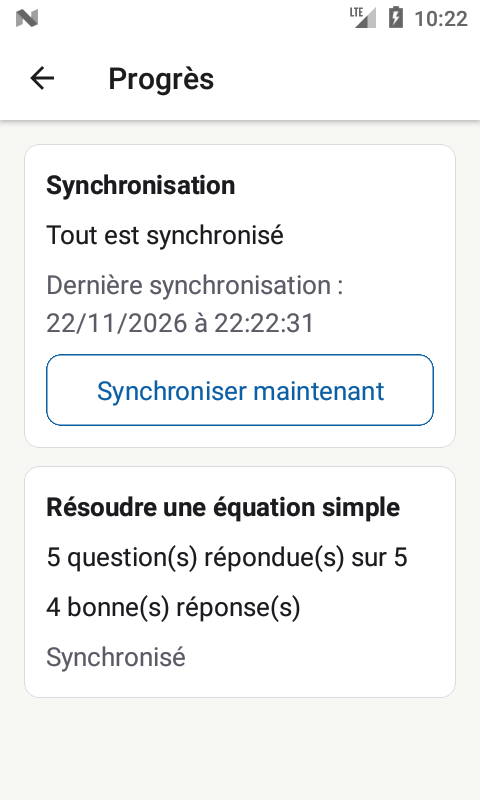 LTE 10:22
Progrès
Synchronisation
Tout est synchronisé
Dernière synchronisation :
22/11/2026 à 22:22:31
Synchroniser maintenant
Résoudre une équation simple
5 question(s) répondue(s) sur 5
4 bonne(s) réponse(s)
Synchronisé